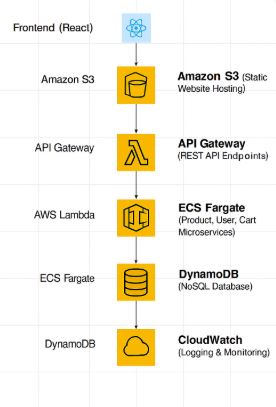 Frontend (React)
Amazon S3
Amazon S3 (Static
Website Hosting)
API Gateway
API Gateway
(REST API Endpoints)
AWS Lambda
ECS Fargate
(Product, User, Cart
Microservices)
ECS Fargate
DynamoDB
(NoSQL Database)
DynamoDB
CloudWatch
(Logging & Monitoring)